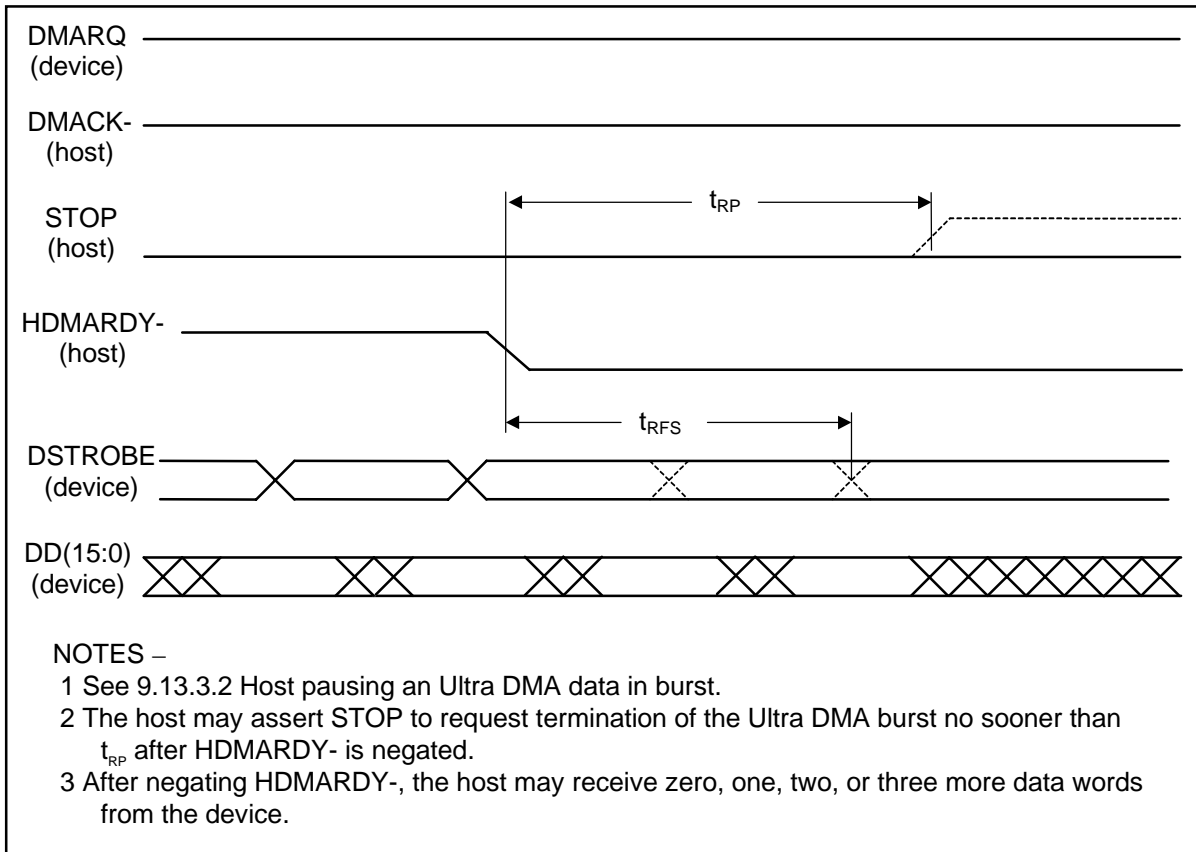 DMARQ
(device)
DMACK-
(host)
STOP
(host)
tRP
HDMARDY-
(host)
tRFS
DSTROBE
(device)
DD(15:0)
(device)
NOTES –
1 See 9.13.3.2 Host pausing an Ultra DMA data in burst.
2 The host may assert STOP to request termination of the Ultra DMA burst no sooner than
tRP after HDMARDY- is negated.
3 After negating HDMARDY-, the host may receive zero, one, two, or three more data words
from the device.